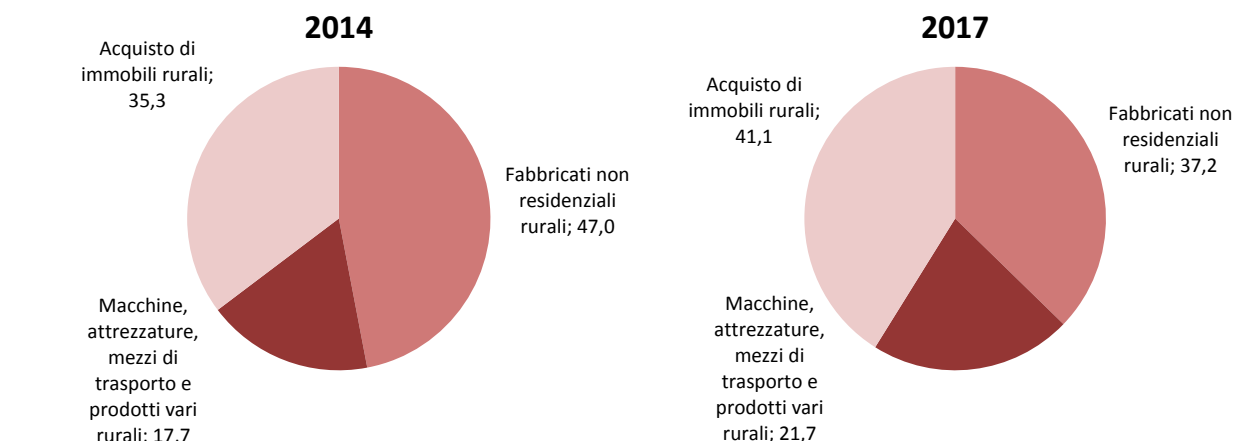 2014
Acquisto di
immobili rurali;
35,3
Fabbricati non
residenziali
rurali; 47,0
Macchine,
attrezzature,
mezzi di
trasporto e
prodotti vari
rurali; 17,7
2017
Acquisto di
immobili rurali;
41,1
Fabbricati non
residenziali
rurali; 37,2
Macchine,
attrezzature,
mezzi di
trasporto e
prodotti vari
rurali; 21,7